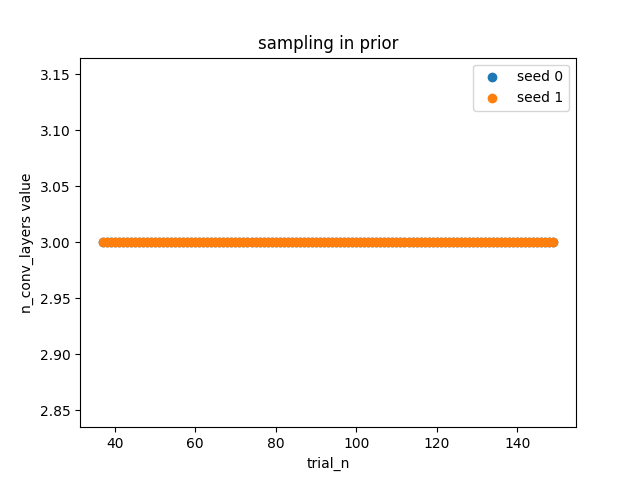 sampling in prior
seed 0
seed 1
3.15
3.10
3.05
3.00
2.95
2.90
2.85
n_conv_layers value
40 60 80 100 120 140
trial_n